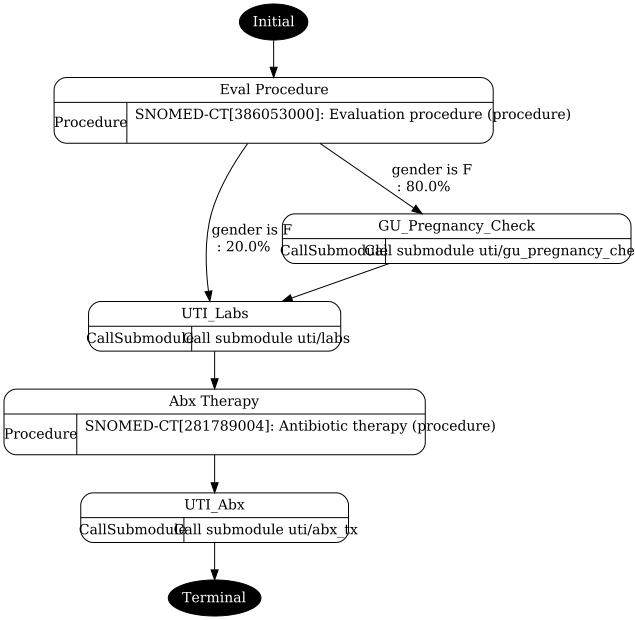 Initial
Eval Procedure
Procedure
SNOMED-CT[386053000]: Evaluation procedure (procedure)
gender is F
: 80.0%
gender is F
: 20.0%
GU_Pregnancy_Check
CallSubmodule
Call submodule uti/gu_pregnancy_che
UTI_Labs
CallSubmodule
Call submodule uti/labs
Abx Therapy
Procedure
SNOMED-CT[281789004]: Antibiotic therapy (procedure)
UTI_Abx
CallSubmodule
Call submodule uti/abx_tx
Terminal